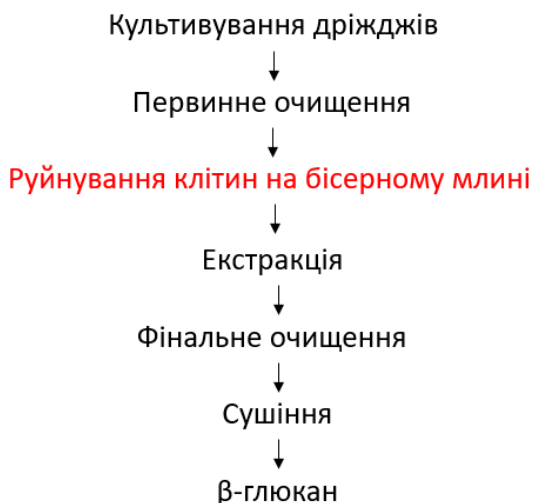 Культивування дріжджів
Первинне очищення
Руйнування клітин на бісерному млині
Екстракція
Фінальне очищення
Сушіння
β-глюкан